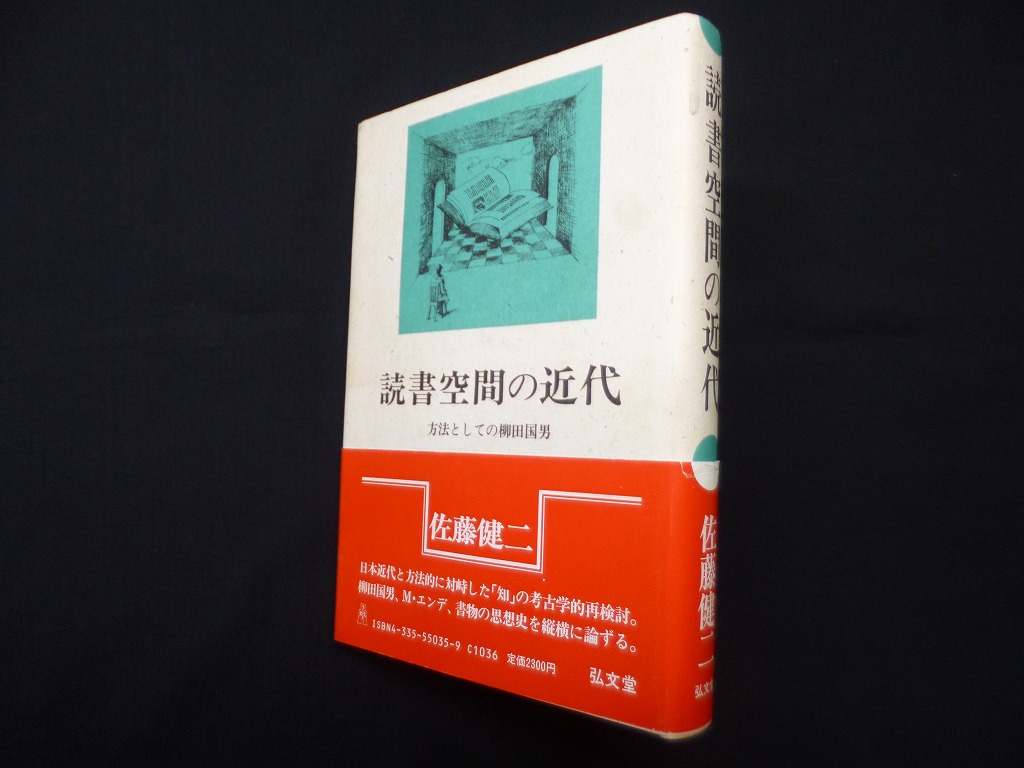 読書空間の近代
方法としての柳田国男
佐藤健二
日本近代と方法的に対峙した「知」の考古学的再検討。
柳田国男、M・エンデ、書物の思想史を縦横に論ずる。
ISBN4-335-55035-9 C1036 定価2300円
弘文堂
読書空間の近代
佐藤健二
弘文堂